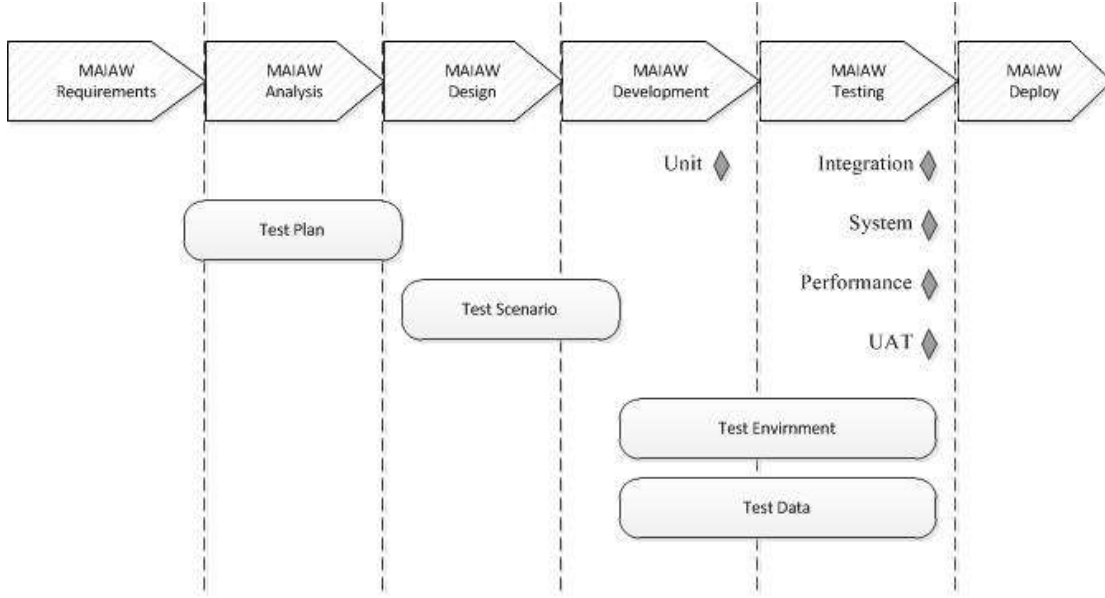 MAIAW
Requirements
MAIAW
Analysis
MAIAW
Design
MAIAW
Development
MAIAW
Testing
MAIAW
Deploy
Unit
Integration
System
Performance
UAT
Test Plan
Test Scenario
Test Envirnment
Test Data